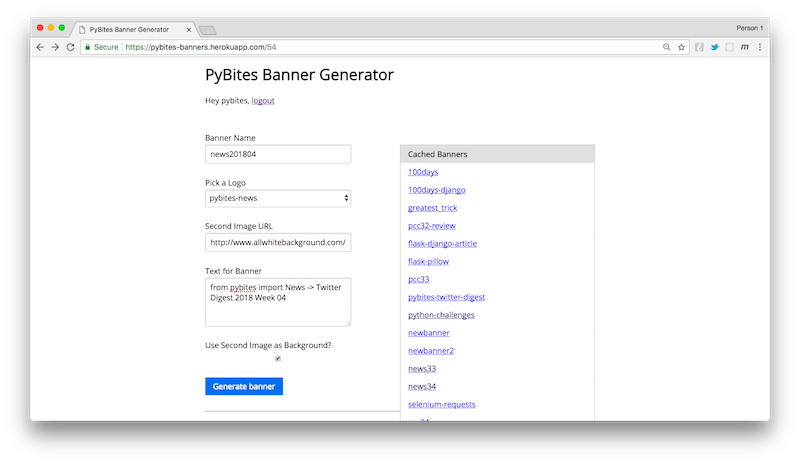 PyBites Banner Generator
Person 1
Secure https://pybites-banners.herokuapp.com/54
PyBites Banner Generator
Hey pybites, logout
Banner Name
news201804
Pick a Logo
pybites-news
Second Image URL
http://www.allwhitebackground.com/
Text for Banner
from pybites import News -> Twitter
Digest 2018 Week 04
Use Second Image as Background?
Generate banner
Cached Banners
100days
100days-django
greatest_trick
pcc32-review
flask-django-article
flask-pillow
pcc33
pybites-twitter-digest
python-challenges
newbanner
newbanner2
news33
news34
selenium-requests